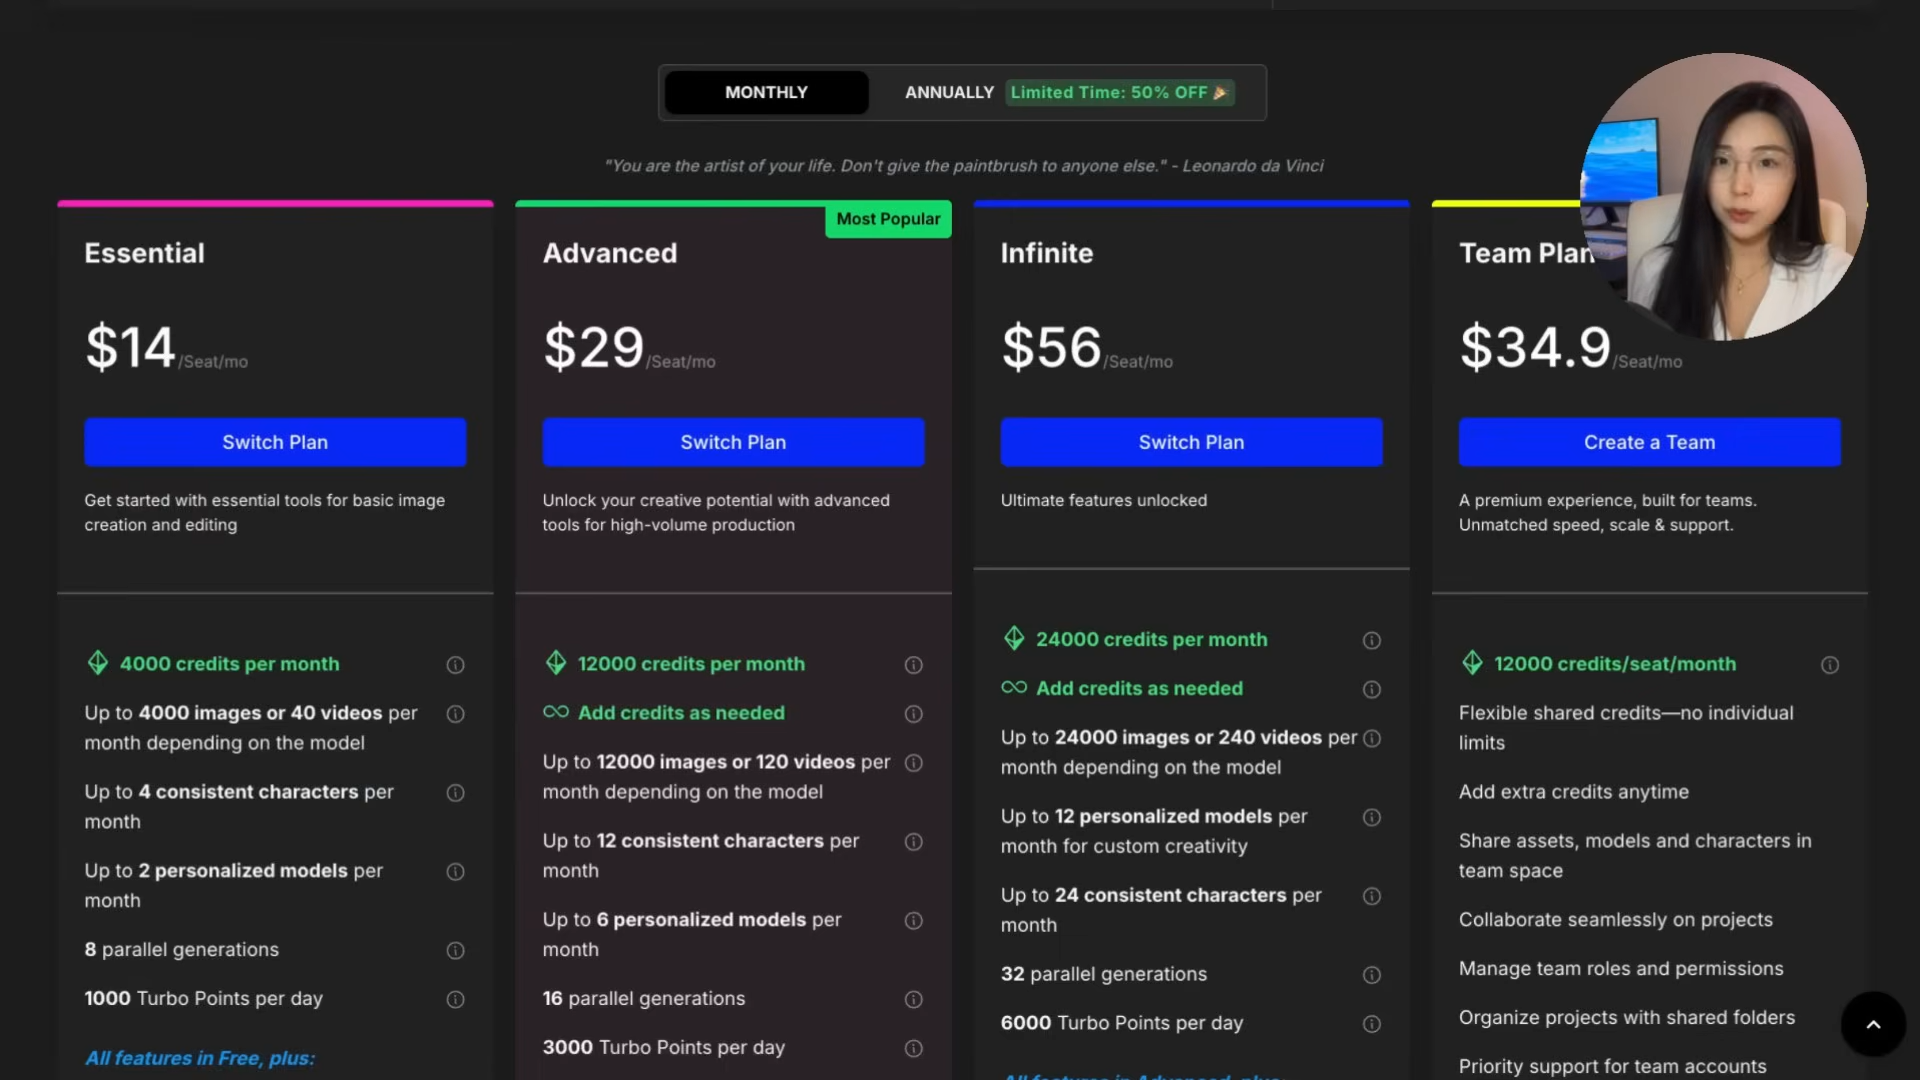 MONTHLY
ANNUALLY Limited Time: 50% OFF
"You are the artist of your life. Don't give the paintbrush to anyone else." - Leonardo da Vinci
Essential
$14/Seat/mo
Switch Plan
Get started with essential tools for basic image
creation and editing
4000 credits per month
Up to 4000 images or 40 videos per
month depending on the model
Up to 4 consistent characters per
month
Up to 2 personalized models per
month
8 parallel generations
1000 Turbo Points per day
All features in Free, plus:
Most Popular
Advanced
$29/Seat/mo
Switch Plan
Unlock your creative potential with advanced
tools for high-volume production
12000 credits per month
Add credits as needed
Up to 12000 images or 120 videos per
month depending on the model
Up to 12 consistent characters per
month
Up to 6 personalized models per
month
16 parallel generations
3000 Turbo Points per day
Infinite
$56/Seat/mo
Switch Plan
Ultimate features unlocked
24000 credits per month
Add credits as needed
Up to 24000 images or 240 videos per
month depending on the model
Up to 12 personalized models per
month for custom creativity
Up to 24 consistent characters per
month
32 parallel generations
6000 Turbo Points per day
All features in Advanced, plus:
Team Plan
$34.9/Seat/mo
Create a Team
A premium experience, built for teams.
Unmatched speed, scale & support.
12000 credits/seat/month
Flexible shared credits—no individual
limits
Add extra credits anytime
Share assets, models and characters in
team space
Collaborate seamlessly on projects
Manage team roles and permissions
Organize projects with shared folders
Priority support for team accounts